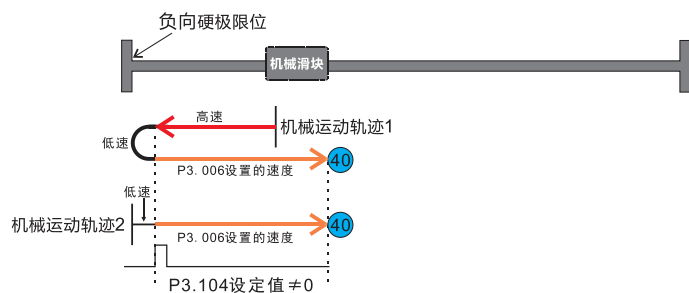 负向硬极限位
机械滑块
高速
机械运动轨迹1
低速
40
P3.006设置的速度
低速
机械运动轨迹2
40
P3.006设置的速度
P3.104设定值≠0